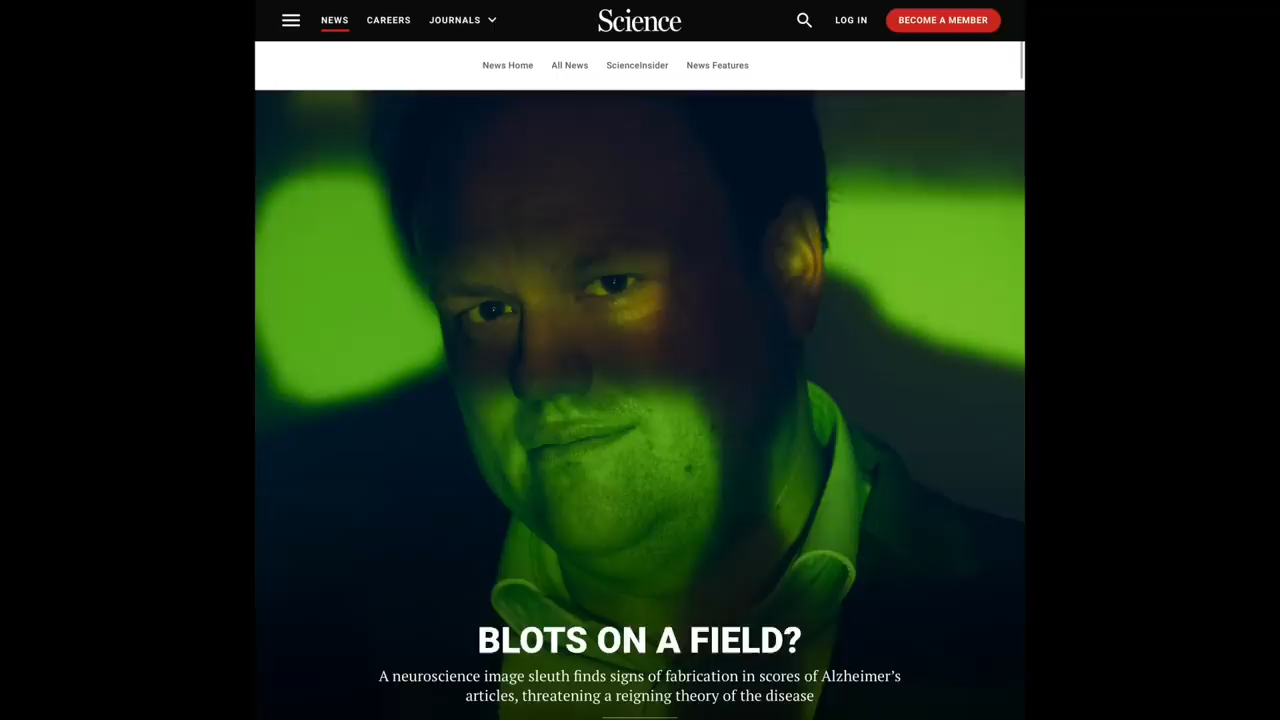 NEWS CAREERS JOURNALS Science LOG IN BECOME A MEMBER
News Home All News ScienceInsider News Features
BLOTS ON A FIELD?
A neuroscience image sleuth finds signs of fabrication in scores of Alzheimer’s
articles, threatening a reigning theory of the disease